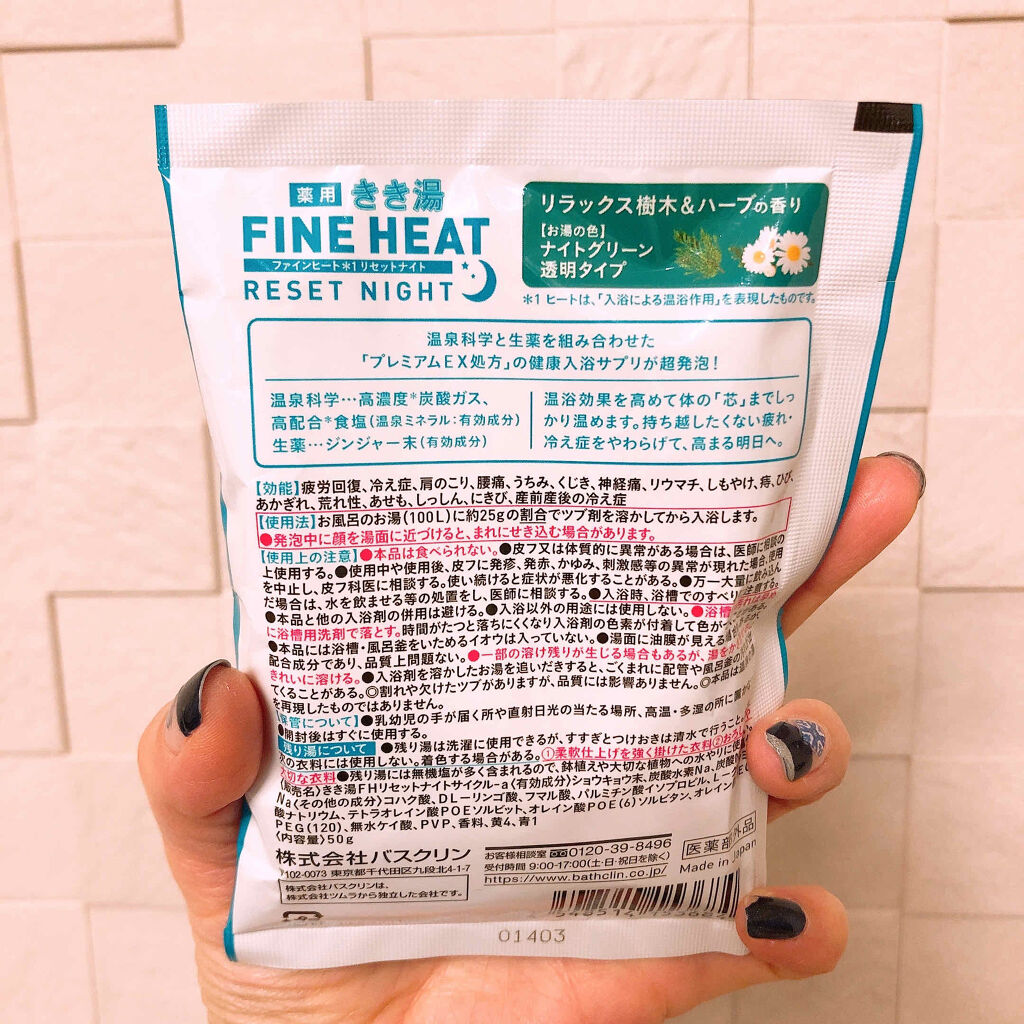 薬用 きき湯
FINE HEAT
ファインヒート*1リセットナイト
RESET NIGHT
リラックス樹木&ハーブの香り
【お湯の色】
ナイトグリーン
透明タイプ
*1 ヒートは、「入浴による温浴作用」を表現したものです。
温泉科学と生薬を組み合わせた
「プレミアムEX処方」の健康入浴サプリが超発泡!
温泉科学…高濃度*炭酸ガス、
高配合*食塩(温泉ミネラル:有効成分)
生薬…ジンジャー末(有効成分)
温浴効果を高めて体の「芯」までしっ
かり温めます。持ち越したくない疲れ・
冷え症をやわらげて、高まる明日へ。
【効能】疲労回復、冷え症、肩のこり、腰痛、うちみ、くじき、神経痛、リウマチ、しもやけ、痔、ひび、
あかぎれ、荒れ性、あせも、しっしん、にきび、産前産後の冷え症
【使用法】お風呂のお湯(100L)に約25gの割合でツブ剤を溶かしてから入浴します。
●発泡中に顔を湯面に近づけると、まれにせき込む場合があります。
【使用上の注意】●本品は食べられない。●皮フ又は体質的に異常がある場合は、医師に相談の
上使用する。●使用中や使用後、皮フに発疹、発赤、かゆみ、刺激感等の異常が現れた場合、使用
を中止し、皮フ科医に相談する。使い続けると症状が悪化することがある。●万一大量に飲み込ん
だ場合は、水を飲ませる等の処置をし、医師に相談する。●入浴時、浴槽でのすべり 注意する。
●本品と他の入浴剤の併用は避ける。●入浴以外の用途には使用しない。●浴槽
に浴槽用洗剤で落とす。時間がたつと落ちにくくなり入浴剤の色素が付着して色が
●本品には浴槽・風呂釜をいためるイオウは入っていない。●湯面に油膜が見える
配合成分であり、品質上問題ない。●一部の溶け残りが生じる場合もあるが、湯をか
きれいに溶ける。●入浴剤を溶かしたお湯を追いだきすると、ごくまれに配管や風呂釜の
てくることがある。◎割れや欠けたツブがありますが、品質には影響ありません。◎本品は温
を再現したものではありません。
【保管について】●乳幼児の手が届く所や直射日光の当たる場所、高温・多湿の所に置か
●開封後はすぐに使用する。
残り湯について ●残り湯は洗濯に使用できるが、すすぎとつけおきは清水で行うこと。
の衣料には使用しない。着色する場合がある。①柔軟仕上げを強く掛けた衣料②おろし
切な衣料●残り湯には無機塩が多く含まれるので、鉢植えや大切な植物への水やりに使
〈販売名〉きき湯FHリセットナイトサイクルーa〈有効成分〉ショウキョウ末、炭酸水素Na、炭酸
Na〈その他の成分〉コハク酸、DLーリンゴ酸、フマル酸、パルミチン酸イソプロピル、L
酸ナトリウム、テトラオレイン酸POEソルビット、オレイン酸POE(6)ソルビタン、オレイン
PEG(120)、無水ケイ酸、PVP、香料、黄4、青1
〈内容量〉50g
株式会社バスクリン
〒102-0073 東京都千代田区九段北4-1-7
株式会社バスクリンは、
株式会社ツムラから独立した会社です。
お客様相談室 0120-39-8496
受付時間 9:00-17:00(土・日・祝日を除く)
https://www.bathclin.co.jp/
医薬部外品
Made in Japan
01403